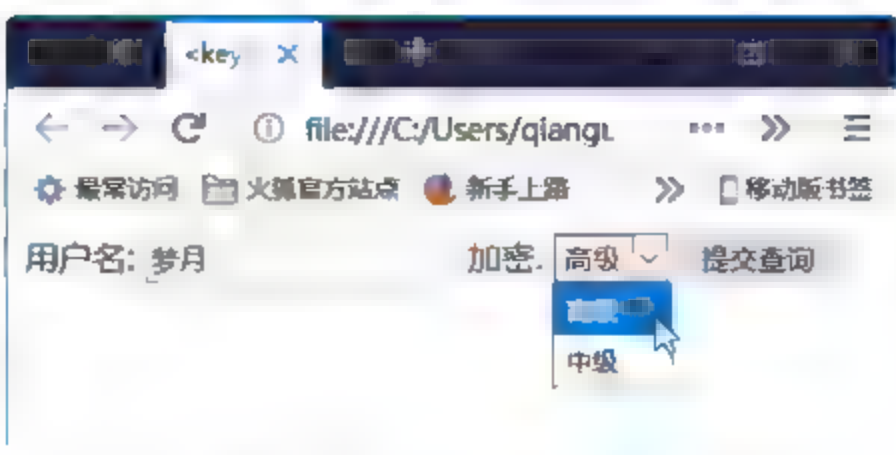 <key
file:///C:/Users/qiangu
最常访问 火狐官方站点 新手上路 移动版书签
用户名: 梦月 加密. 高级 提交查询
中级